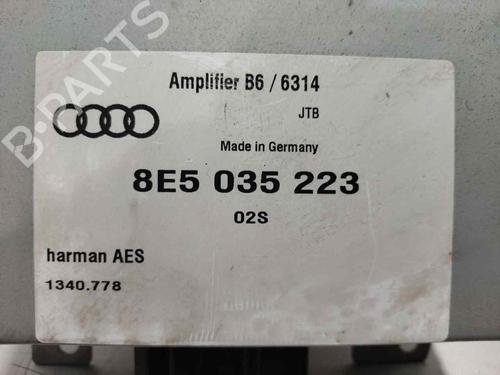 B-PARTS
Amplifier B6 / 6314
JTB
Made in Germany
8E5 035 223
02S
harman AES
1340.778